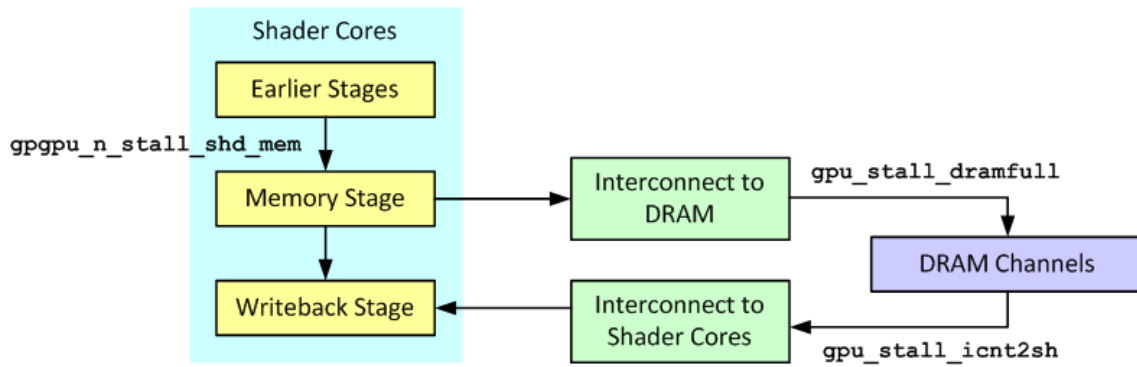 Shader Cores
Earlier Stages
gpgpu_n_stall_shd_mem
Memory Stage
Interconnect to
DRAM
gpu_stall_dramfull
DRAM Channels
Writeback Stage
Interconnect to
Shader Cores
gpu_stall_icnt2sh